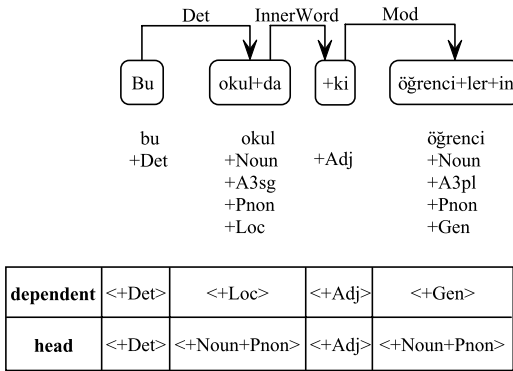 Det InnerWord Mod
Bu okul+da +ki öğrenci+ler+in
bu okul öğrenci
+Det +Noun +Adj +Noun
+A3sg +A3pl
+Pnon +Pnon
+Loc +Gen
dependent <+Det> <+Loc> <+Adj> <+Gen>
head <+Det> <+Noun+Pnon> <+Adj> <+Noun+Pnon>